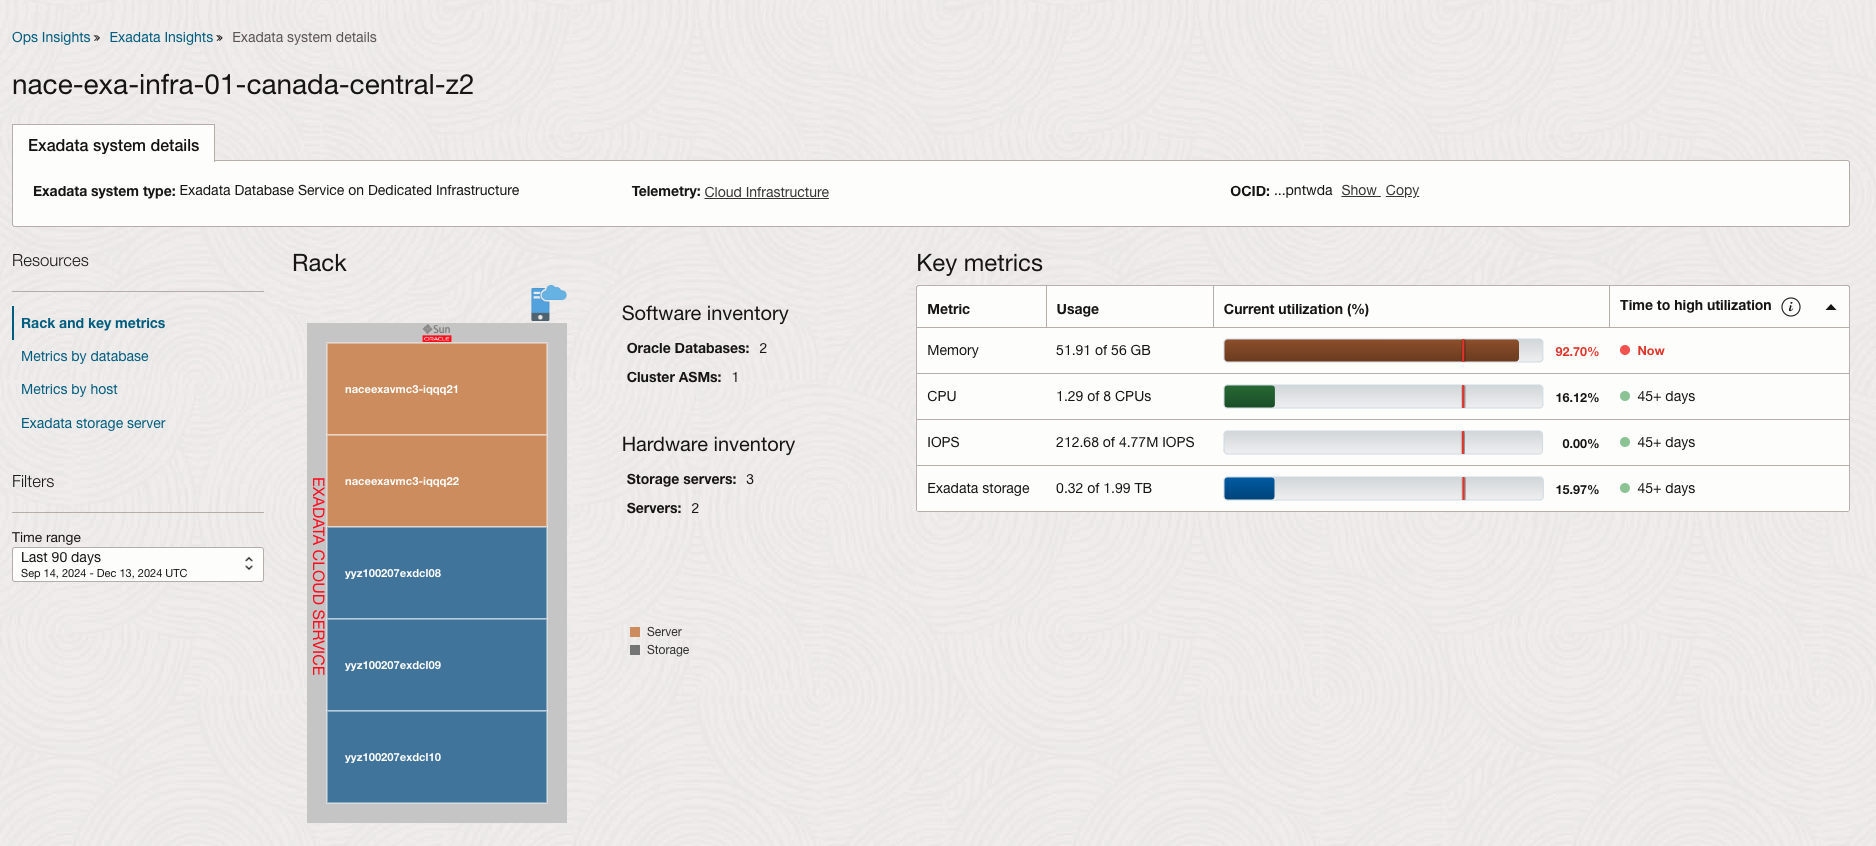 Ops Insights » Exadata Insights » Exadata system details
nace-exa-infra-01-canada-central-z2
Exadata system details
Exadata system type: Exadata Database Service on Dedicated Infrastructure
Telemetry: Cloud Infrastructure
OCID: ...pntwda Show Copy
Resources
Rack and key metrics
Metrics by database
Metrics by host
Exadata storage server
Filters
Time range
Last 90 days
Sep 14, 2024 - Dec 13, 2024 UTC
Rack
Sun
ORACLE
EXADATA CLOUD SERVICE
naceexavmc3-iqqq21
naceexavmc3-iqqq22
yyz100207exdcl08
yyz100207exdcl09
yyz100207exdcl10
Software inventory
Oracle Databases: 2
Cluster ASMs: 1
Hardware inventory
Storage servers: 3
Servers: 2
Server
Storage
Key metrics
Metric Usage Current utilization (%) Time to high utilization i
Memory 51.91 of 56 GB 92.70% Now
CPU 1.29 of 8 CPUs 16.12% 45+ days
IOPS 212.68 of 4.77M IOPS 0.00% 45+ days
Exadata storage 0.32 of 1.99 TB 15.97% 45+ days